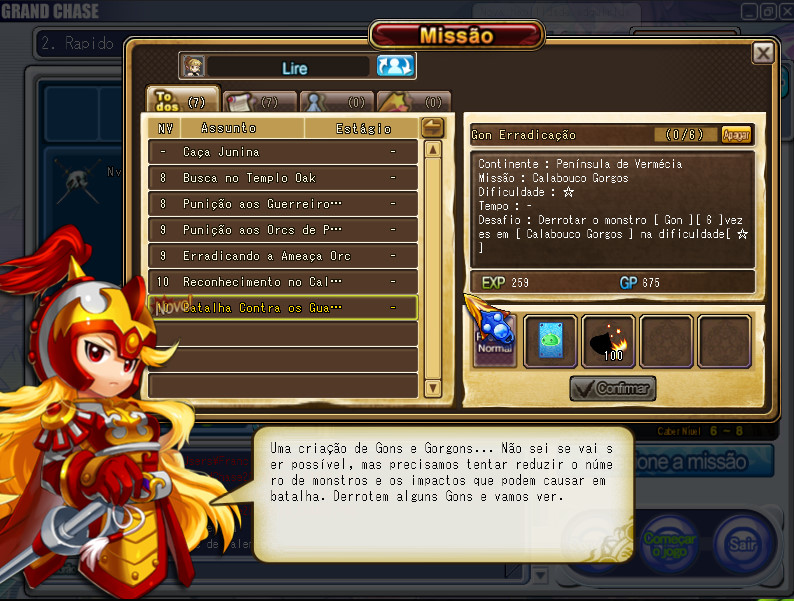 GRAND CHASE
Missão
2. Rapido
Lire
To
dos (7)
(7)
(0)
(0)
NV Assunto Estágio
- Caça Junina -
8 Busca no Templo Oak -
8 Punição aos Guerreiro… -
9 Punição aos Orcs de P… -
9 Erradicando a Ameaça Orc -
10 Reconhecimento no Cal… -
Novo! Batalha Contra os Gua… -
Gon Erradicação (0/6) Apagar
Continente : Península de Vermécia
Missão : Calabouco Gorgos
Dificuldade : ☆
Tempo : -
Desafio : Derrotar o monstro [ Gon ][ 6 ]vez
es em [ Calabouco Gorgos ] na dificuldade[ ☆
]
EXP 259 GP 675
Normal
100
Confirmar
6 - 8
one a missão
Uma criação de Gons e Gorgons... Não sei se vai s
er possível, mas precisamos tentar reduzir o núme
ro de monstros e os impactos que podem causar em
batalha. Derrotem alguns Gons e vamos ver.
Começar
o jogo
Sair